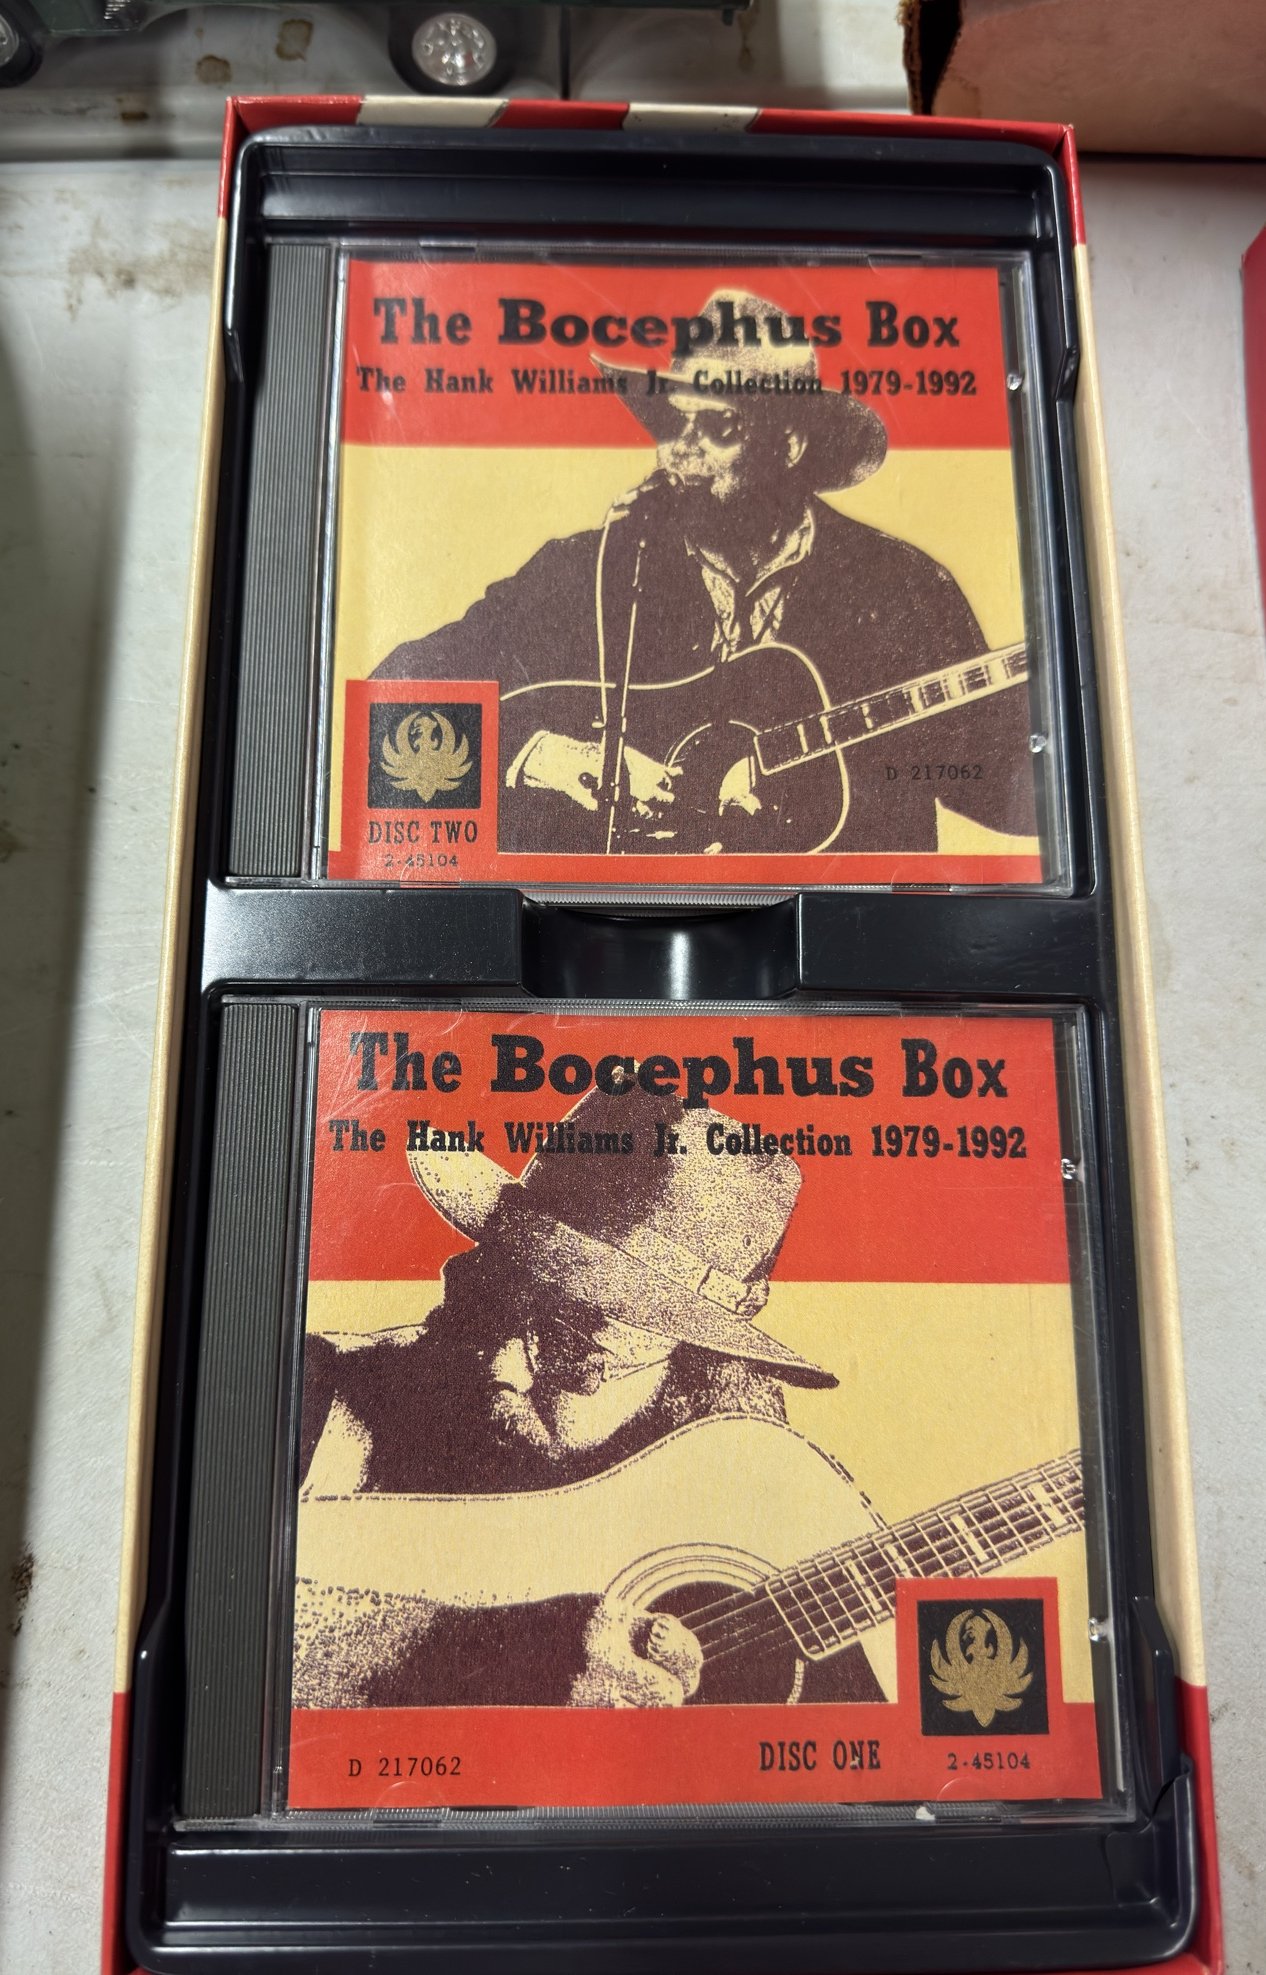 The Bocephus Box
The Hank Williams Jr. Collection 1979-1992
D 217062
DISC TWO
2-45104
The Bocephus Box
The Hank Williams Jr. Collection 1979-1992
D 217062
DISC ONE
2-45104